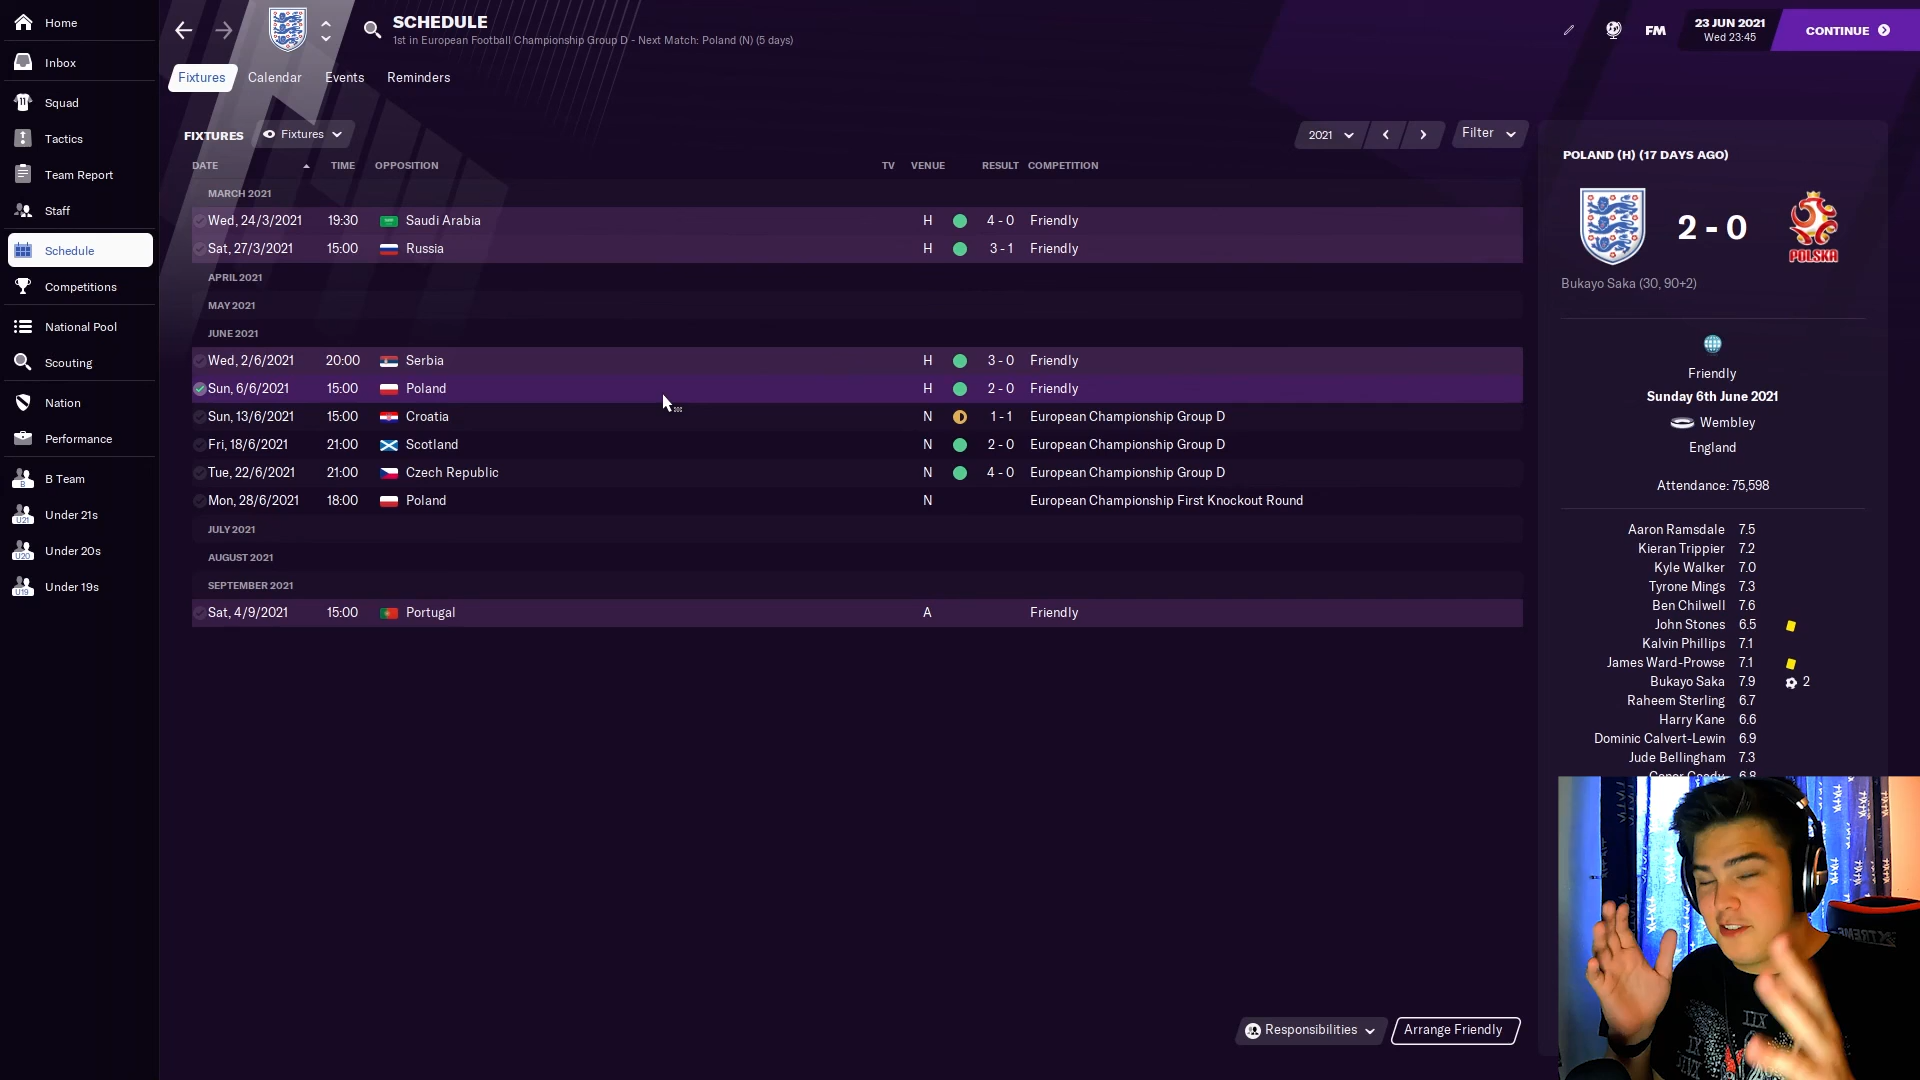 Home
Inbox
Squad
Tactics
Team Report
Staff
Schedule
Competitions
National Pool
Scouting
Nation
Performance
B Team
Under 21s
Under 20s
Under 19s
SCHEDULE
1st in European Football Championship Group D - Next Match: Poland (N) (5 days)
FM
23 JUN 2021
Wed 23:45
CONTINUE
Fixtures Calendar Events Reminders
FIXTURES Fixtures 2021 Filter
DATE TIME OPPOSITION TV VENUE RESULT COMPETITION
MARCH 2021
Wed, 24/3/2021 19:30 Saudi Arabia H 4 - 0 Friendly
Sat, 27/3/2021 15:00 Russia H 3 - 1 Friendly
APRIL 2021
MAY 2021
JUNE 2021
Wed, 2/6/2021 20:00 Serbia H 3 - 0 Friendly
Sun, 6/6/2021 15:00 Poland H 2 - 0 Friendly
Sun, 13/6/2021 15:00 Croatia N 1 - 1 European Championship Group D
Fri, 18/6/2021 21:00 Scotland N 2 - 0 European Championship Group D
Tue, 22/6/2021 21:00 Czech Republic N 4 - 0 European Championship Group D
Mon, 28/6/2021 18:00 Poland N European Championship First Knockout Round
JULY 2021
AUGUST 2021
SEPTEMBER 2021
Sat, 4/9/2021 15:00 Portugal A Friendly
Responsibilities Arrange Friendly
POLAND (H) (17 DAYS AGO)
2 - 0
POLSKA
Bukayo Saka (30, 90+2)
Friendly
Sunday 6th June 2021
Wembley
England
Attendance: 75,598
Aaron Ramsdale 7.5
Kieran Trippier 7.2
Kyle Walker 7.0
Tyrone Mings 7.3
Ben Chilwell 7.6
John Stones 6.5
Kalvin Phillips 7.1
James Ward-Prowse 7.1
Bukayo Saka 7.9 2
Raheem Sterling 6.7
Harry Kane 6.6
Dominic Calvert-Lewin 6.9
Jude Bellingham 7.3
Conor Coady 6.8